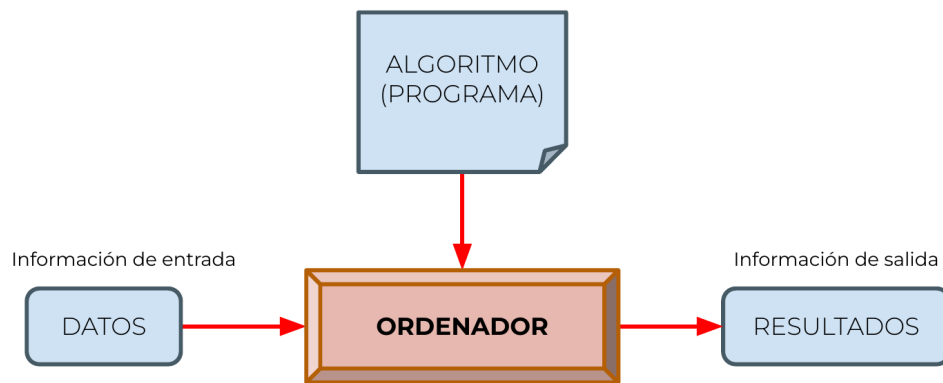 ALGORITMO
(PROGRAMA)
Información de entrada
Información de salida
DATOS
ORDENADOR
RESULTADOS